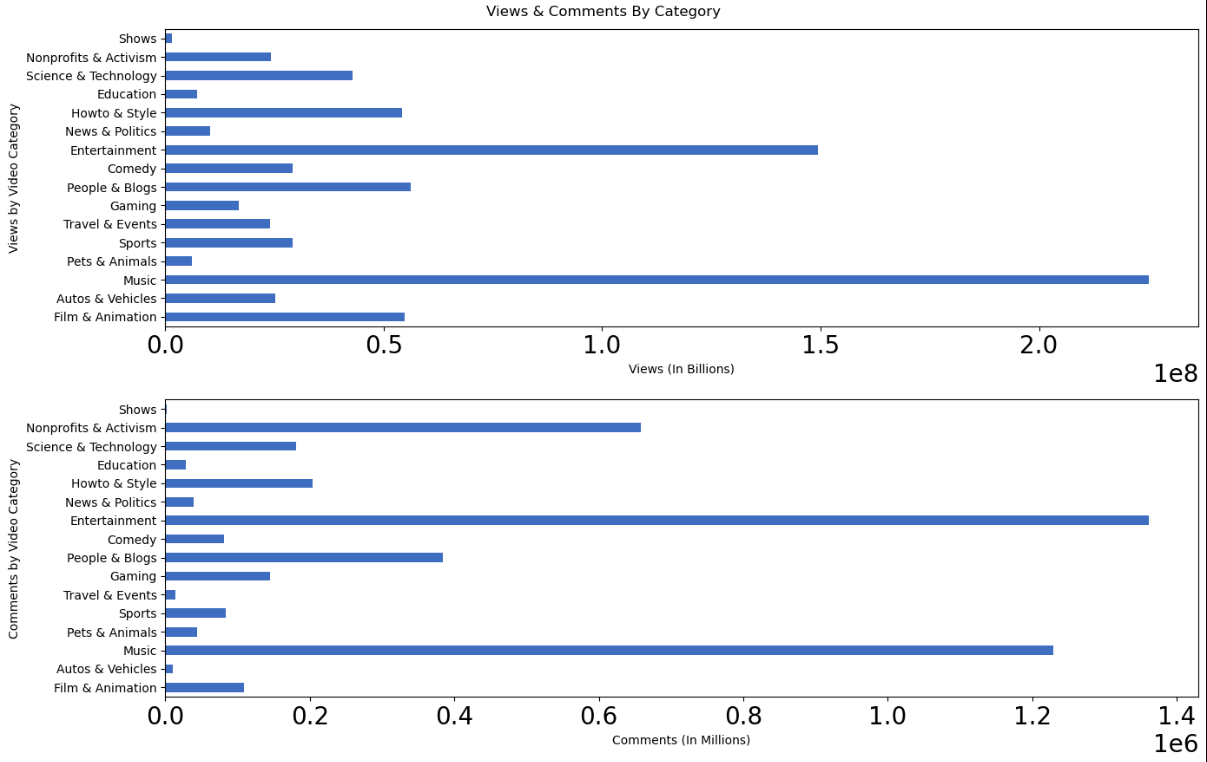 Views & Comments By Category
Views by Video Category
Shows
Nonprofits & Activism
Science & Technology
Education
Howto & Style
News & Politics
Entertainment
Comedy
People & Blogs
Gaming
Travel & Events
Sports
Pets & Animals
Music
Autos & Vehicles
Film & Animation
0.0 0.5 1.0 1.5 2.0
Views (In Billions)
1e8
Comments by Video Category
Shows
Nonprofits & Activism
Science & Technology
Education
Howto & Style
News & Politics
Entertainment
Comedy
People & Blogs
Gaming
Travel & Events
Sports
Pets & Animals
Music
Autos & Vehicles
Film & Animation
0.0 0.2 0.4 0.6 0.8 1.0 1.2 1.4
Comments (In Millions)
1e6